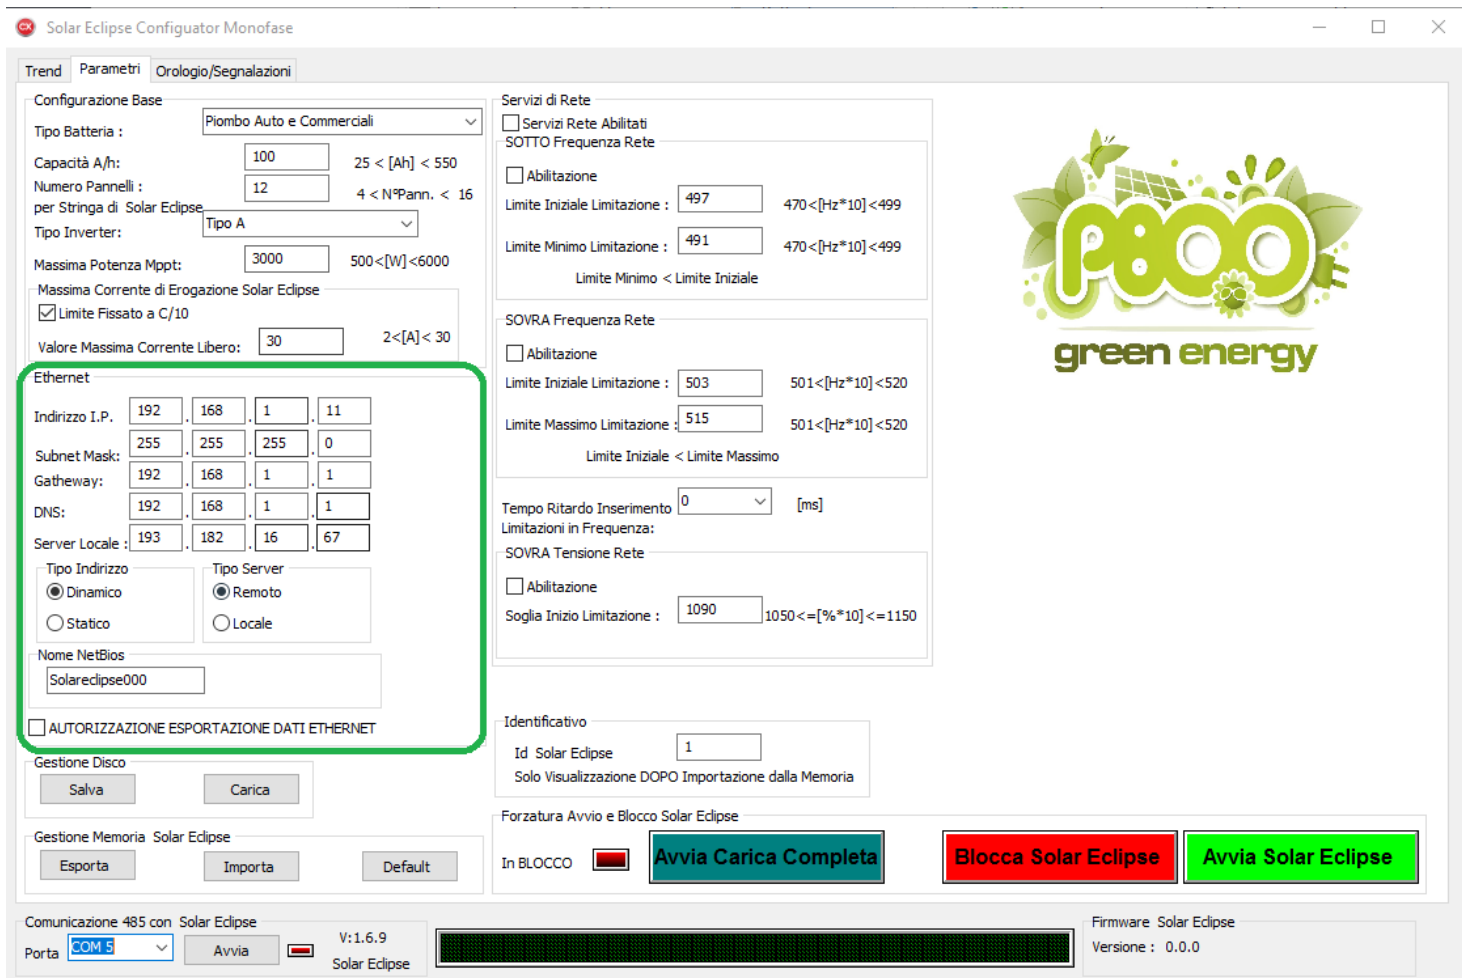 Solar Eclipse Configuator Monofase
Trend Parametri Orologio/Segnalazioni
Configurazione Base
Tipo Batteria : Piombo Auto e Commerciali
Capacità A/h: 100 25 < [Ah] < 550
Numero Pannelli : 12 4 < N°Pann. < 16
per Stringa di Solar Eclipse
Tipo Inverter: Tipo A
Massima Potenza Mppt: 3000 500<[W]<6000
Massima Corrente di Erogazione Solar Eclipse
Limite Fissato a C/10
Valore Massima Corrente Libero: 30 2<[A]< 30
Ethernet
Indirizzo I.P. 192 . 168 . 1 . 11
Subnet Mask: 255 . 255 . 255 . 0
Gatheway: 192 . 168 . 1 . 1
DNS: 192 . 168 . 1 . 1
Server Locale : 193 . 182 . 16 . 67
Tipo Indirizzo
Dinamico
Statico
Tipo Server
Remoto
Locale
Nome NetBios
Solareclipse000
AUTORIZZAZIONE ESPORTAZIONE DATI ETHERNET
Gestione Disco
Salva Carica
Gestione Memoria Solar Eclipse
Esporta Importa Default
Servizi di Rete
Servizi Rete Abilitati
SOTTO Frequenza Rete
Abilitazione
Limite Iniziale Limitazione : 497 470<[Hz*10]<499
Limite Minimo Limitazione : 491 470<[Hz*10]<499
Limite Minimo < Limite Iniziale
SOVRA Frequenza Rete
Abilitazione
Limite Iniziale Limitazione : 503 501<[Hz*10]<520
Limite Massimo Limitazione : 515 501<[Hz*10]<520
Limite Iniziale < Limite Massimo
Tempo Ritardo Inserimento 0 [ms]
Limitazioni in Frequenza:
SOVRA Tensione Rete
Abilitazione
Soglia Inizio Limitazione : 1090 1050<=[%*10]<=1150
Identificativo
Id Solar Eclipse 1
Solo Visualizzazione DOPO Importazione dalla Memoria
Forzatura Avvio e Blocco Solar Eclipse
In BLOCCO Avvia Carica Completa Blocca Solar Eclipse Avvia Solar Eclipse
P800
green energy
Comunicazione 485 con Solar Eclipse
Porta COM 5 Avvia V:1.6.9
Solar Eclipse
Firmware Solar Eclipse
Versione : 0.0.0